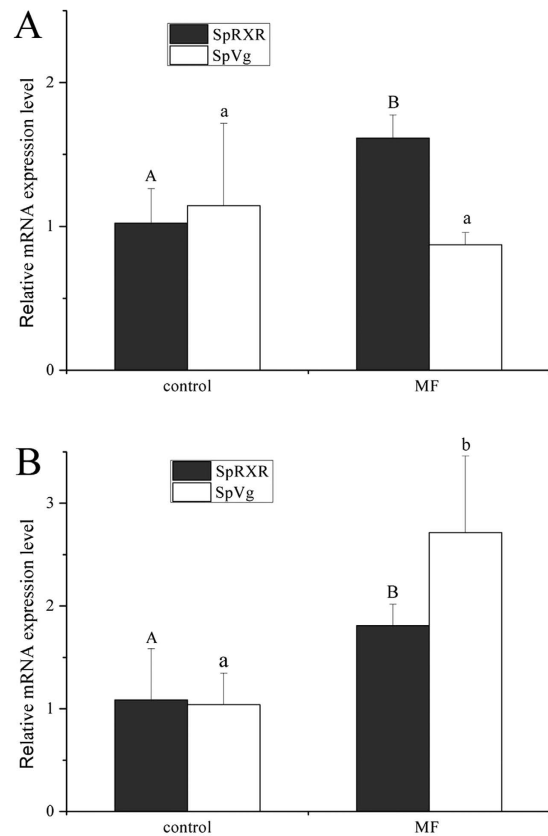 A
SpRXR
SpVg
Relative mRNA expression level
2
1
0
A
a
B
a
control
MF
B
SpRXR
SpVg
Relative mRNA expression level
3
2
1
0
A
a
B
b
control
MF